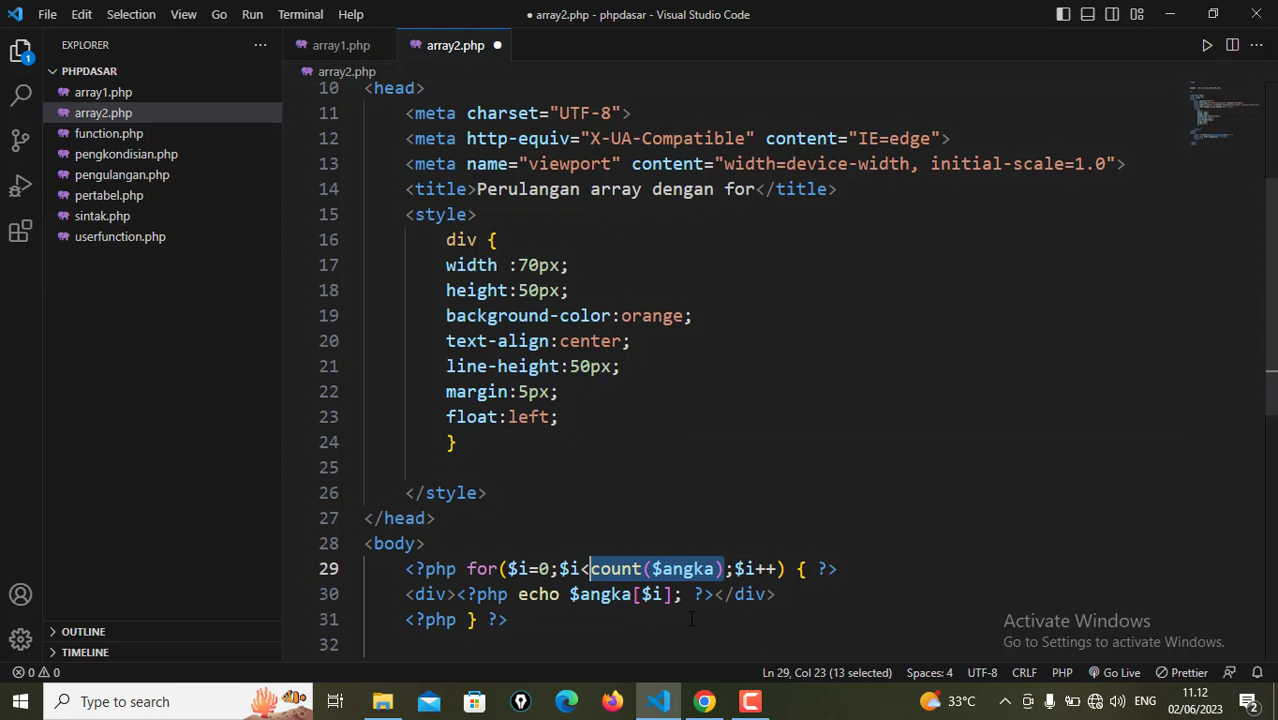 File Edit Selection View Go Run Terminal Help
● array2.php - phpdasar - Visual Studio Code
EXPLORER
array1.php
array2.php
PHPDASAR
array2.php
1
array1.php
array2.php
function.php
pengkondisian.php
pengulangan.php
pertabel.php
sintak.php
userfunction.php
OUTLINE
TIMELINE
10 <head>
11 <meta charset="UTF-8">
12 <meta http-equiv="X-UA-Compatible" content="IE=edge">
13 <meta name="viewport" content="width=device-width, initial-scale=1.0">
14 <title>Perulangan array dengan for</title>
15 <style>
16 div {
17 width :70px;
18 height:50px;
19 background-color:orange;
20 text-align:center;
21 line-height:50px;
22 margin:5px;
23 float:left;
24 }
25
26 </style>
27 </head>
28 <body>
29 <?php for($i=0;$i<count($angka);$i++) { ?>
30 <div><?php echo $angka[$i]; ?></div>
31 <?php } ?>
32
Activate Windows
Go to Settings to activate Windows.
0 0
Ln 29, Col 23 (13 selected) Spaces: 4 UTF-8 CRLF PHP Go Live Prettier
Type to search
33°C
ENG
11.12
02/06/2023
2